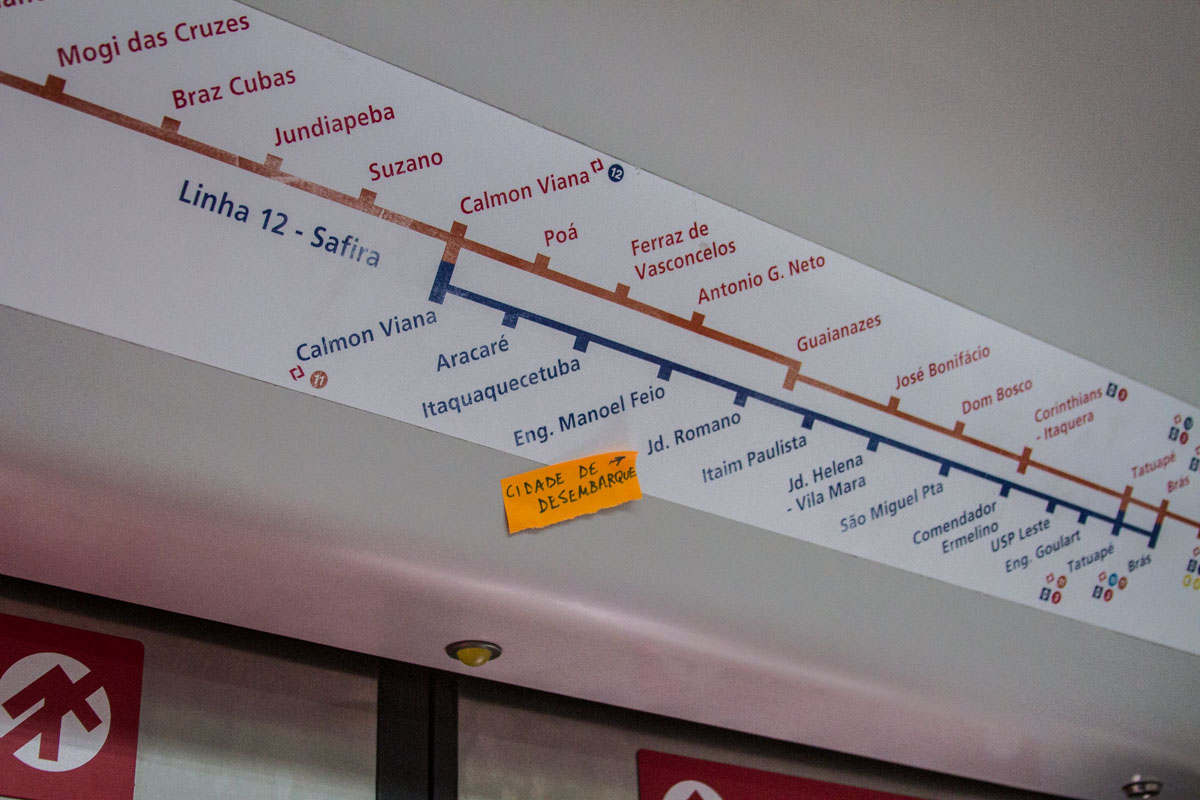 Mogi das Cruzes
Braz Cubas
Jundiapeba
Suzano
Calmon Viana 12
Poá
Ferraz de
Vasconcelos
Antonio G. Neto
Guaianazes
José Bonifácio
Dom Bosco
Corinthians
- Itaquera
Tatuapé
Brás
Linha 12 - Safira
Calmon Viana
11
Aracaré
Itaquaquecetuba
Eng. Manoel Feio
Jd. Romano
Itaim Paulista
Jd. Helena
- Vila Mara
São Miguel Pta
Comendador
Ermelino
USP Leste
Eng. Goulart
Tatuapé
Brás
CIDADE DE
DESEMBARQUE